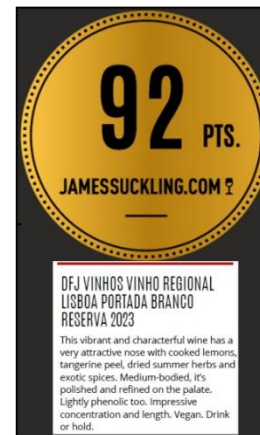 92 PTS.
JAMESSUCKLING.COM
DFJ VINHOS VINHO REGIONAL
LISBOA PORTADA BRANCO
RESERVA 2023
This vibrant and characterful wine has a
very attractive nose with cooked lemons,
tangerine peel, dried summer herbs and
exotic spices. Medium-bodied, it's
polished and refined on the palate.
Lightly phenolic too. Impressive
concentration and length. Vegan. Drink
or hold.